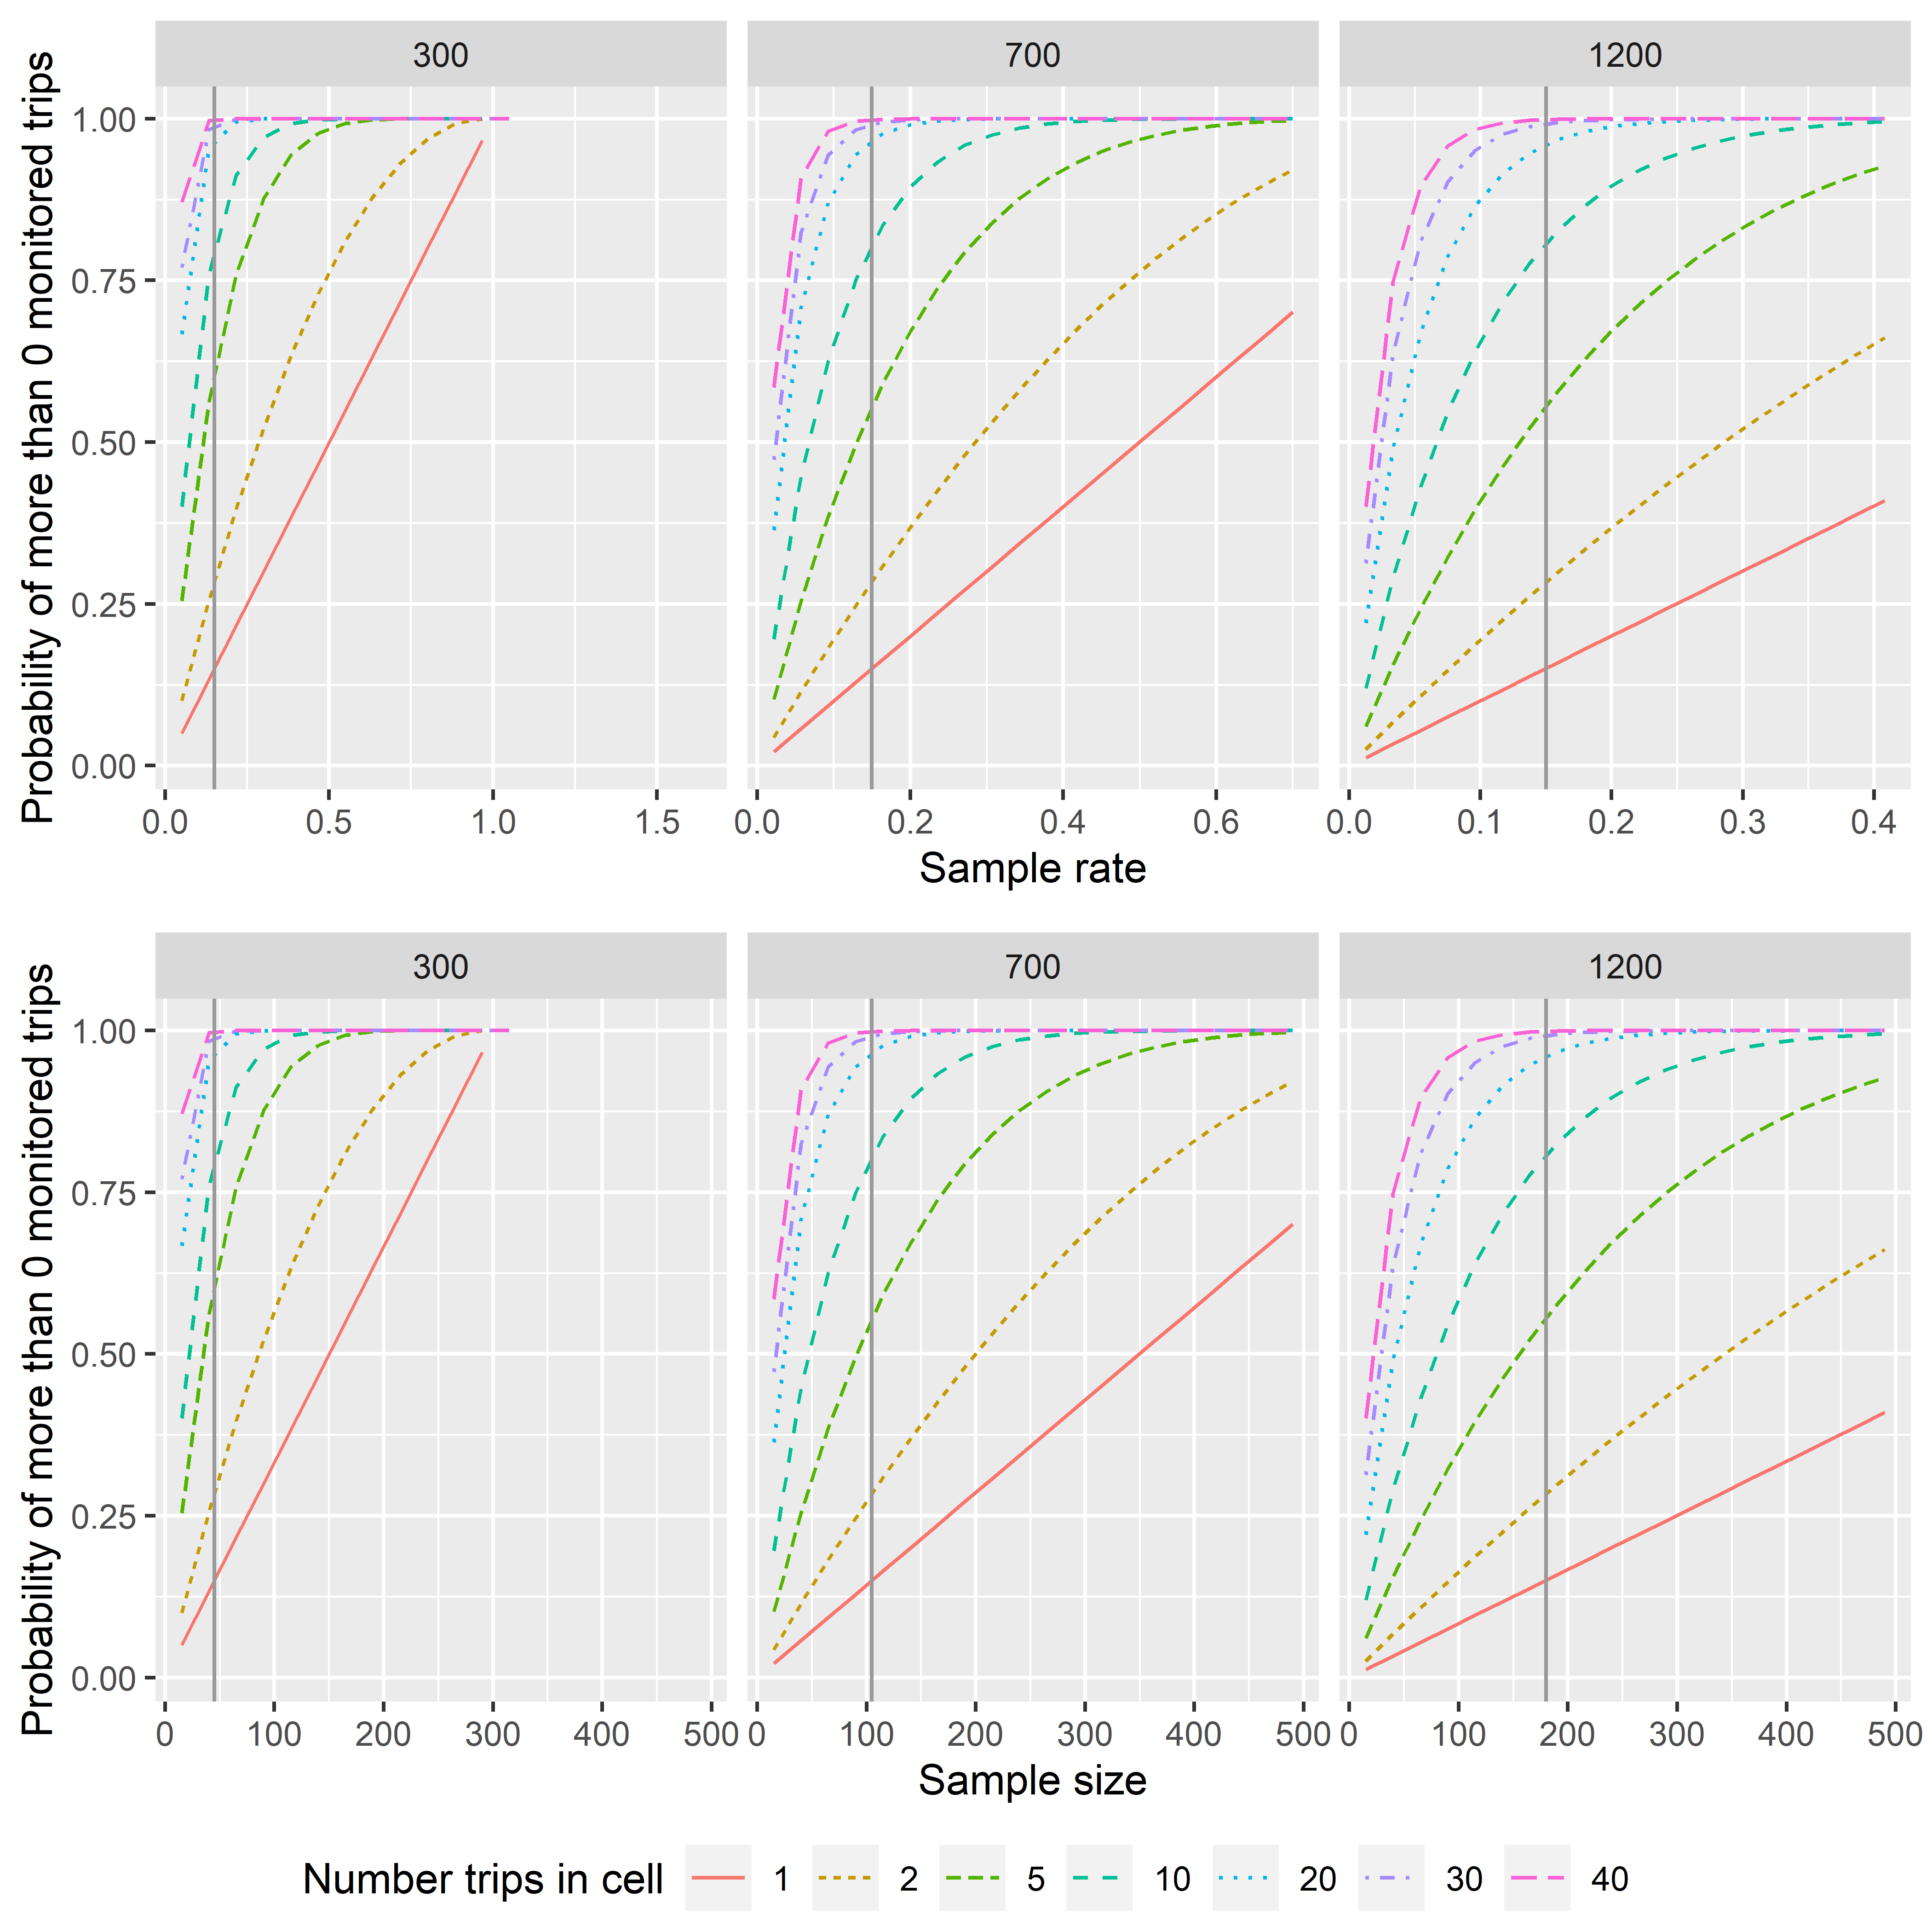 300 700 1200
Probability of more than 0 monitored trips
1.00
0.75
0.50
0.25
0.00
0.0 0.5 1.0 1.5 0.0 0.2 0.4 0.6 0.0 0.1 0.2 0.3 0.4
Sample rate
300 700 1200
Probability of more than 0 monitored trips
1.00
0.75
0.50
0.25
0.00
0 100 200 300 400 500 0 100 200 300 400 500 0 100 200 300 400 500
Sample size
Number trips in cell 1 2 5 10 20 30 40